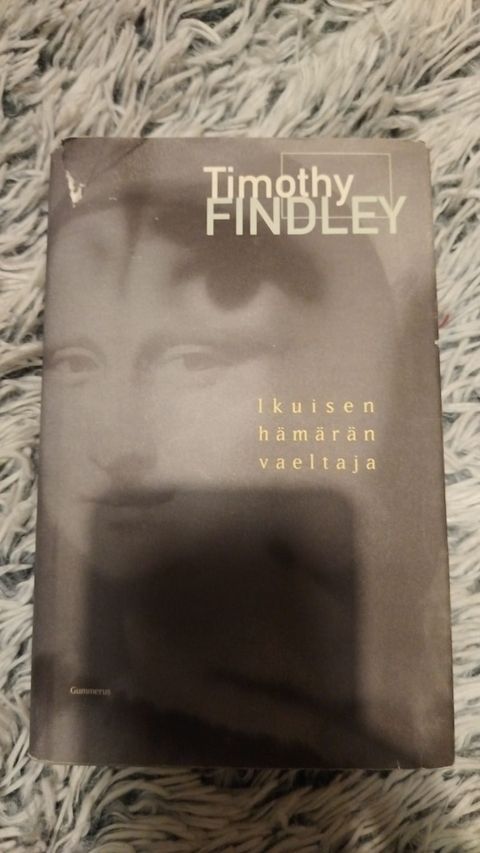 Timothy
FINDLEY
Ikuisen
hämärän
vaeltaja
Gummerus